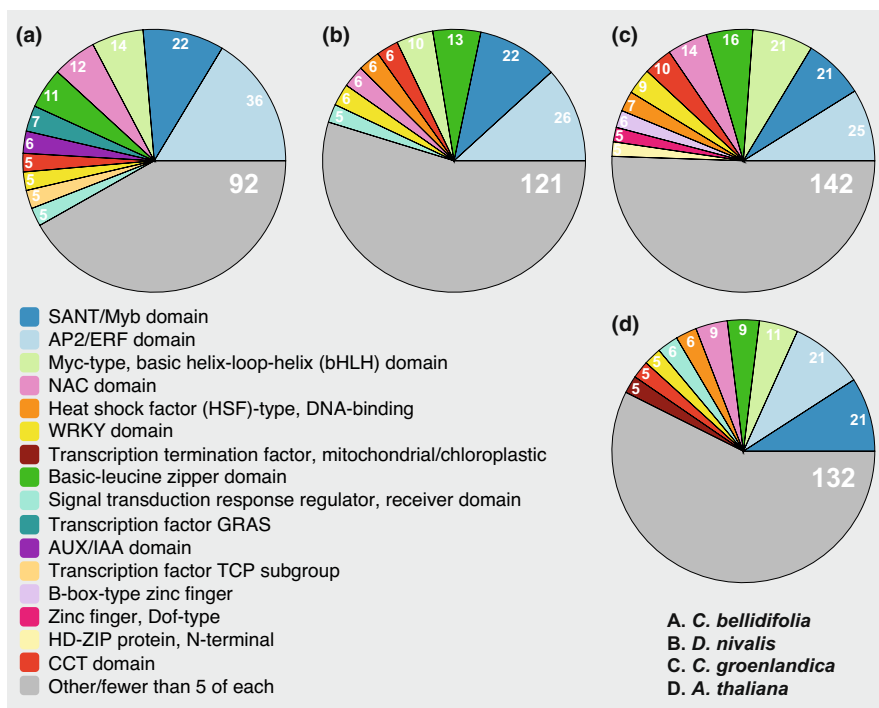 (a)
22
36
14
12
11
7
6
5
5
5
5
92
(b)
13
22
26
10
6
6
6
6
5
121
(c)
16
21
21
25
14
10
9
7
6
5
142
(d)
9
11
21
21
9
6
6
5
5
5
132
SANT/Myb domain
AP2/ERF domain
Myc-type, basic helix-loop-helix (bHLH) domain
NAC domain
Heat shock factor (HSF)-type, DNA-binding
WRKY domain
Transcription termination factor, mitochondrial/chloroplastic
Basic-leucine zipper domain
Signal transduction response regulator, receiver domain
Transcription factor GRAS
AUX/IAA domain
Transcription factor TCP subgroup
B-box-type zinc finger
Zinc finger, Dof-type
HD-ZIP protein, N-terminal
CCT domain
Other/fewer than 5 of each
A. C. bellidifolia
B. D. nivalis
C. C. groenlandica
D. A. thaliana